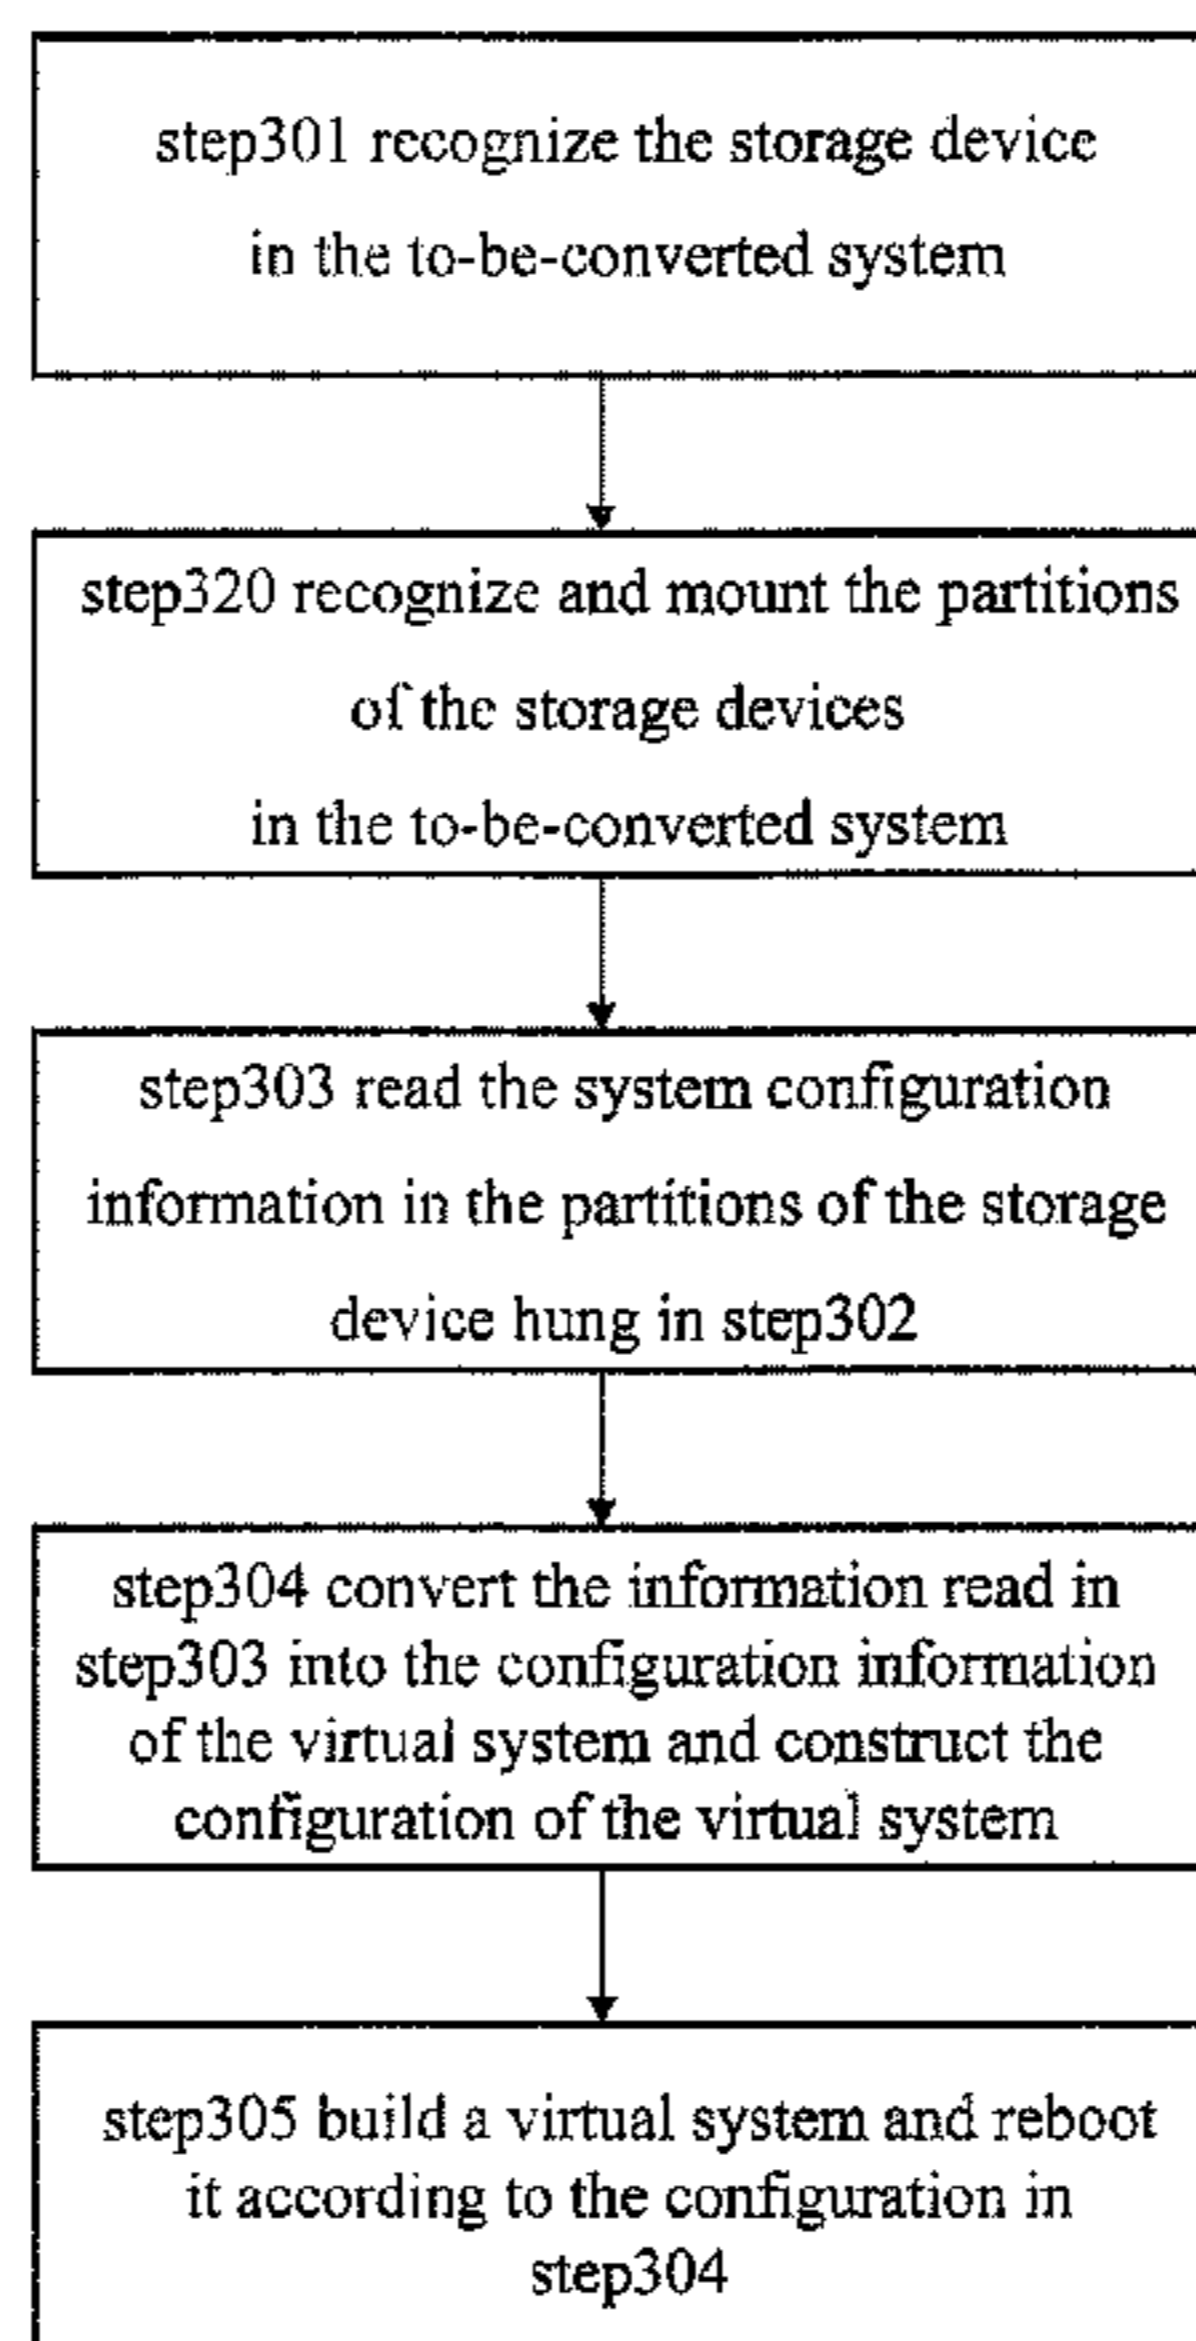 step301 recognize the storage device
in the to-be-converted system
step320 recognize and mount the partitions
of the storage devices
in the to-be-converted system
step303 read the system configuration
information in the partitions of the storage
device hung in step302
step304 convert the information read in
step303 into the configuration information
of the virtual system and construct the
configuration of the virtual system
step305 build a virtual system and reboot
it according to the configuration in
step304